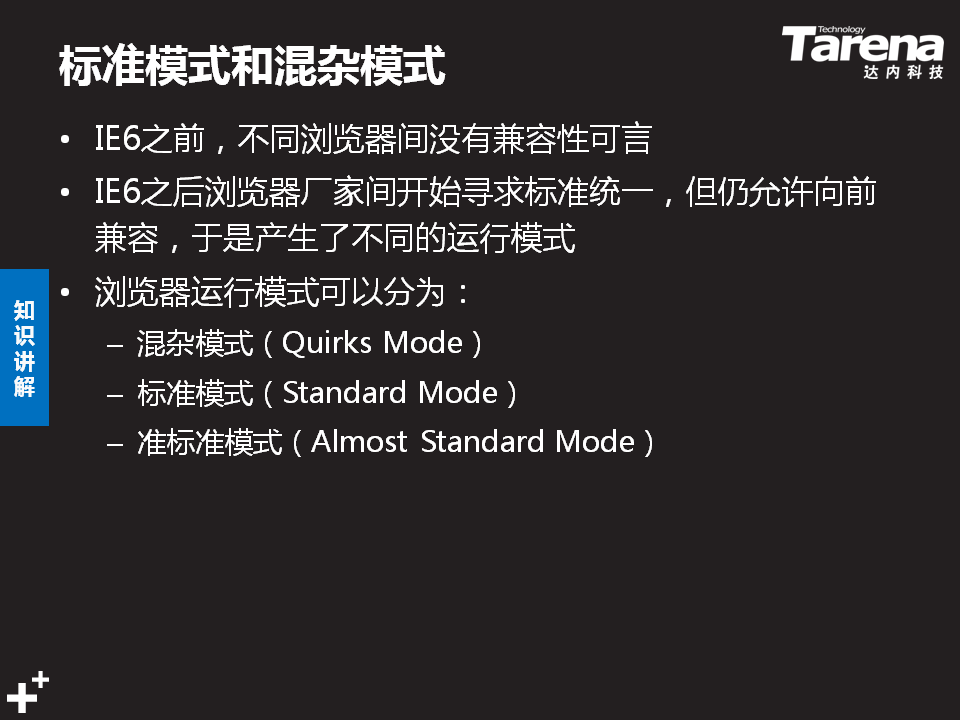 标准模式和混杂模式
Technology
Tarena
达内科技
• IE6之前，不同浏览器间没有兼容性可言
• IE6之后浏览器厂家间开始寻求标准统一，但仍允许向前
兼容，于是产生了不同的运行模式
• 浏览器运行模式可以分为：
– 混杂模式（Quirks Mode）
– 标准模式（Standard Mode）
– 准标准模式（Almost Standard Mode）
知
识
讲
解